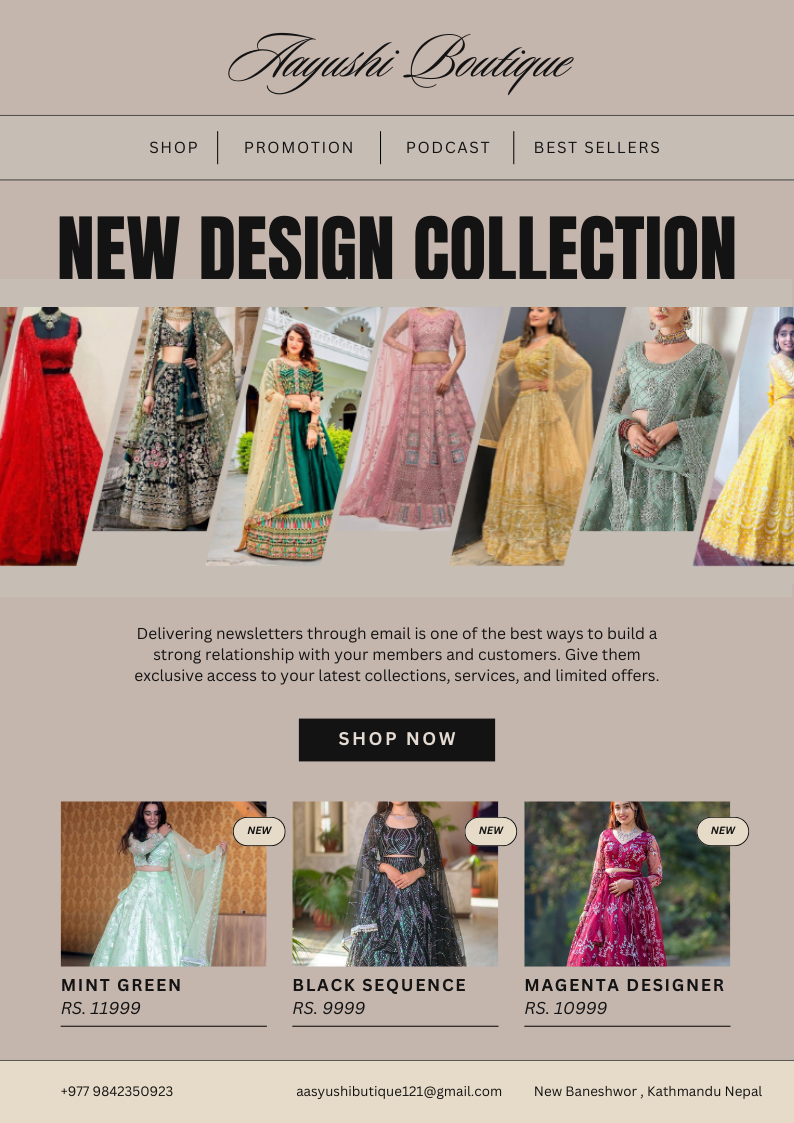 Aayushi Boutique
SHOP
PROMOTION
PODCAST
BEST SELLERS
NEW DESIGN COLLECTION
Delivering newsletters through email is one of the best ways to build a
strong relationship with your members and customers. Give them
exclusive access to your latest collections, services, and limited offers.
SHOP NOW
NEW
NEW
NEW
MINT GREEN
RS. 11999
BLACK SEQUENCE
RS. 9999
MAGENTA DESIGNER
RS. 10999
+977 9842350923
aasyushibutique121@gmail.com
New Baneshwor , Kathmandu Nepal